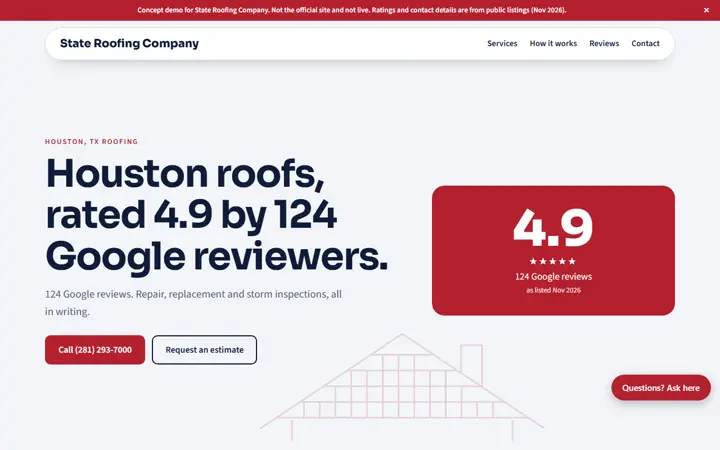 Concept demo for State Roofing Company. Not the official site and not live. Ratings and contact details are from public listings (Nov 2026). ✕
State Roofing Company
Services How it works Reviews Contact
HOUSTON, TX ROOFING
Houston roofs,
rated 4.9 by 124
Google reviewers.
124 Google reviews. Repair, replacement and storm inspections, all
in writing.
Call (281) 293-7000 Request an estimate
4.9
★★★★★
124 Google reviews
as listed Nov 2026
Questions? Ask here